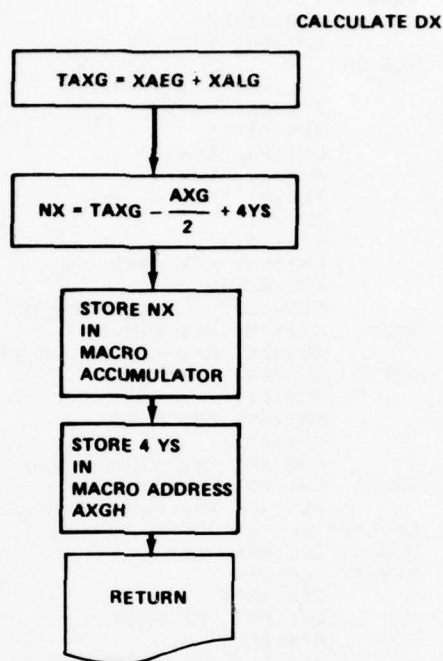 CALCULATE DX
TAXG = XAEG + XALG
NX = TAXG − AXG/2 + 4YS
STORE NX
IN
MACRO
ACCUMULATOR
STORE 4 YS
IN
MACRO ADDRESS
AXGH
RETURN